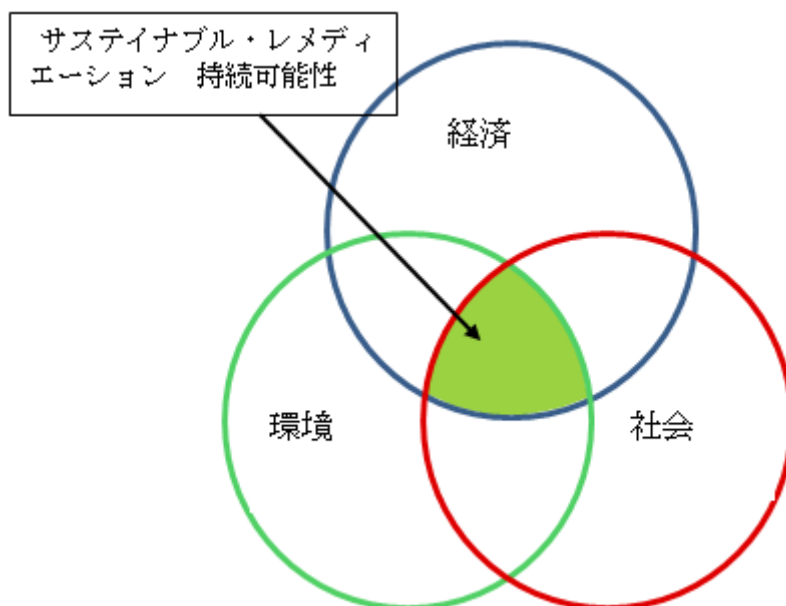 サステイナブル・レメディ
エーション　持続可能性
経済
環境
社会